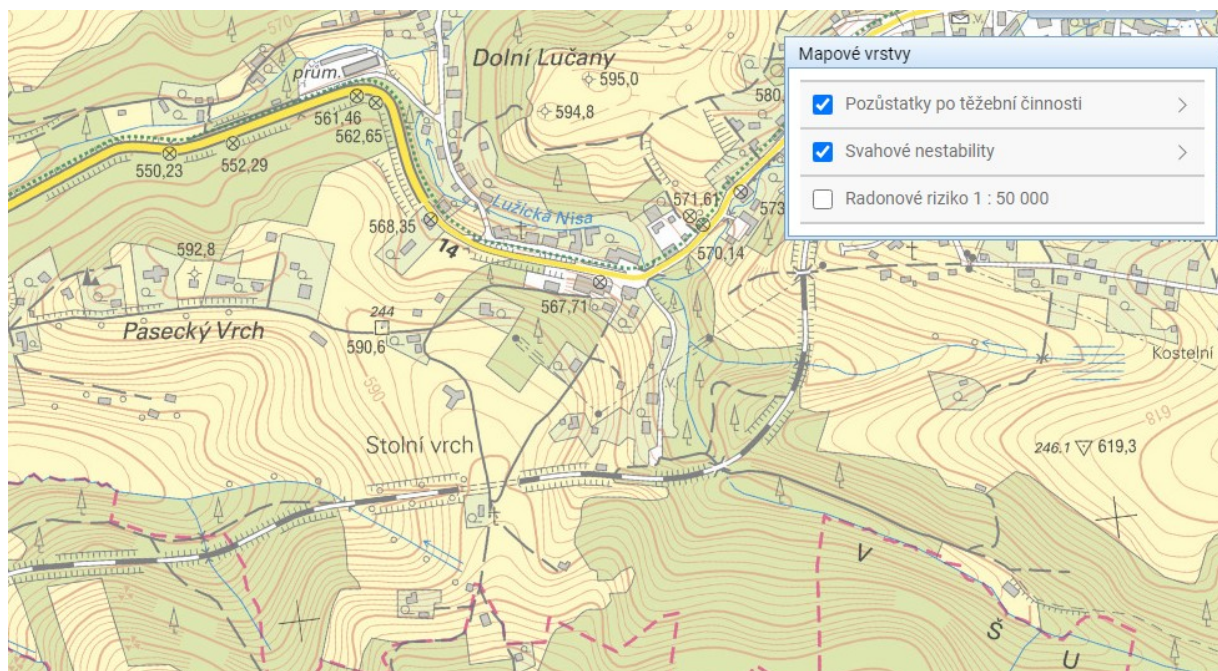 570
V.
Mapové vrstvy
Dolní Lučany
prům.
595,0
594,8
580,
Pozůstatky po těžební činnosti
561,46
562,65
550,23
552,29
Svahové nestability
Radonové riziko 1 : 50 000
571,61
573
Lužická Nisa
568,35
14
570,14
592,8
567,71
244
590,6
Pasecký Vrch
590
Kostelní
V.
619
Stolní vrch
246.1
619,3
V
Š
U